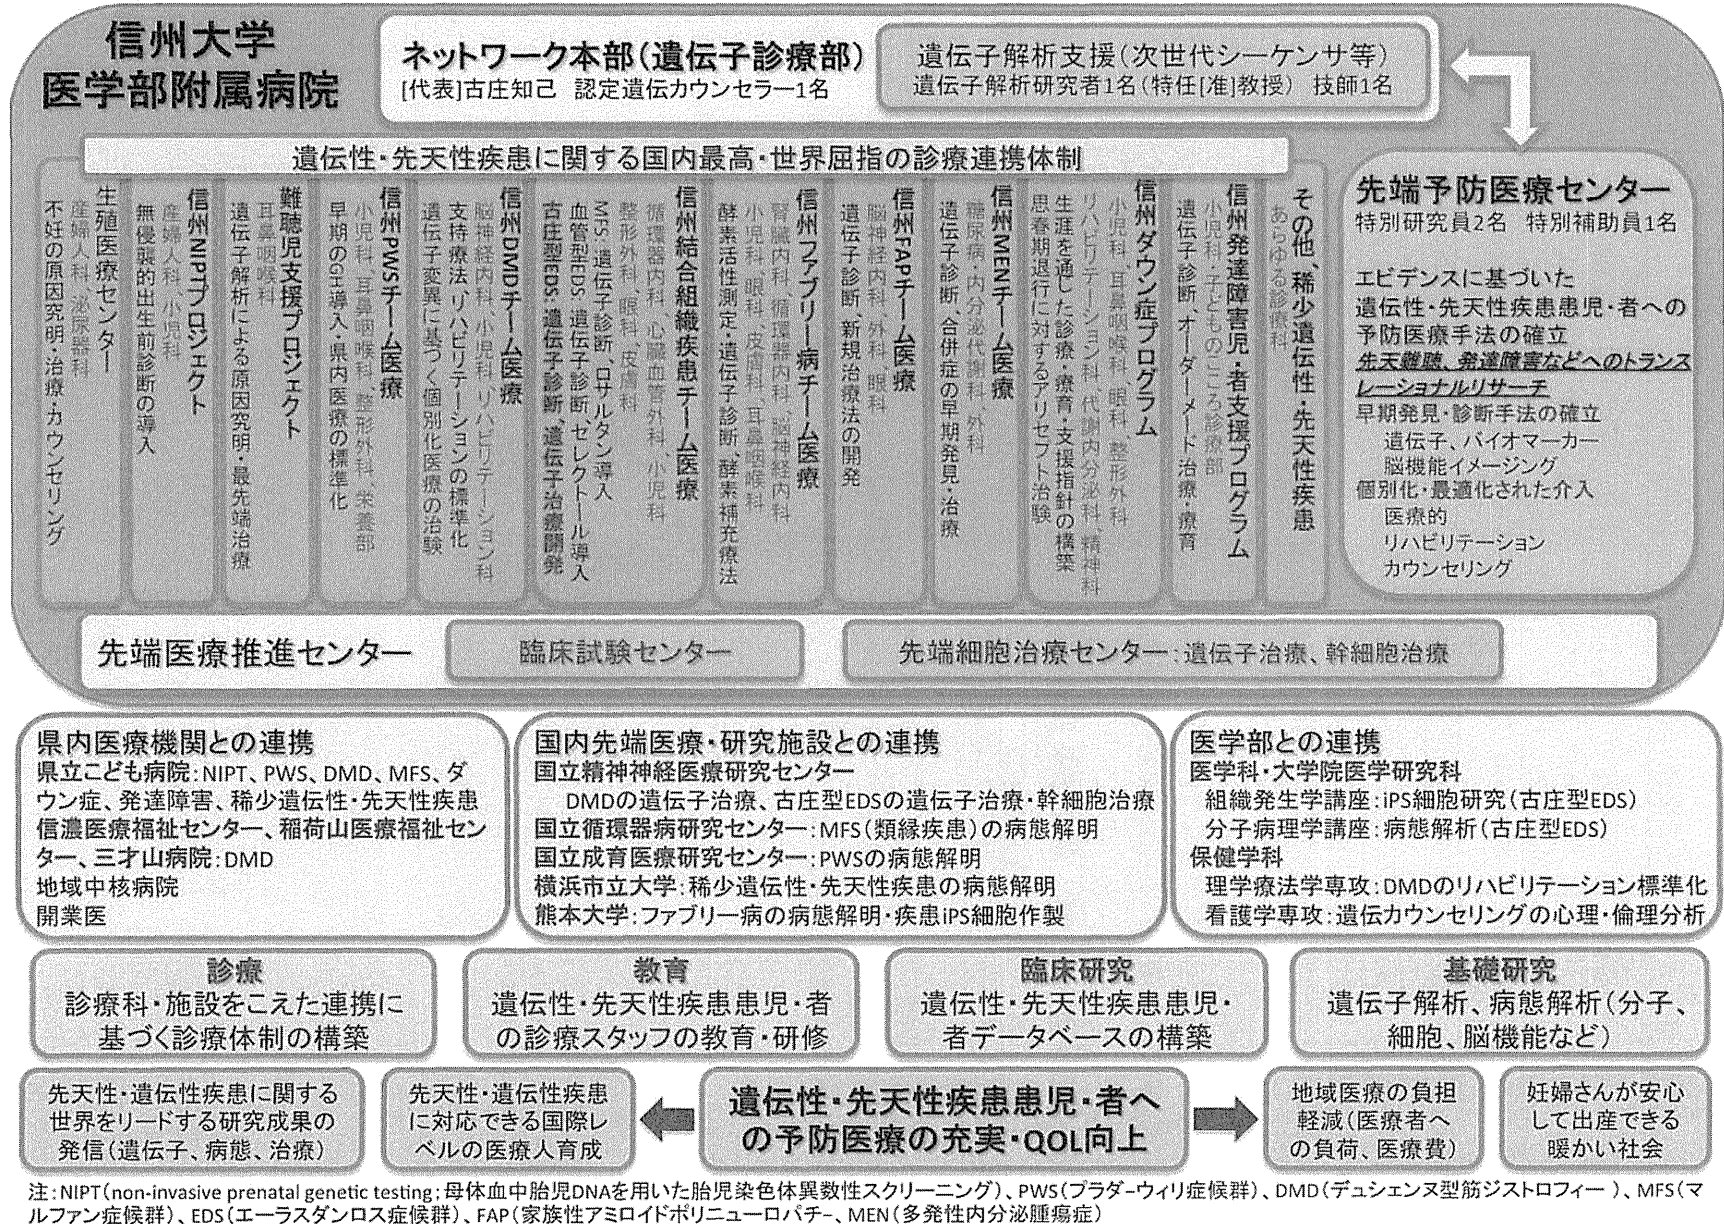 信州大学
医学部附属病院
ネットワーク本部(遺伝子診療部)
[代表]古庄知己 認定遺伝カウンセラー1名
遺伝子解析支援(次世代シーケンサ等)
遺伝子解析研究者1名(特任[准]教授) 技師1名
遺伝性・先天性疾患に関する国内最高・世界屈指の診療連携体制
生殖医療センター
産婦人科、泌尿器科
不妊の原因究明・治療・カウンセリング
信州NIPTプロジェクト
産婦人科、小児科
無侵襲的出生前診断の導入
難聴児支援プロジェクト
耳鼻咽喉科
遺伝子解析による原因究明・最先端治療
信州PWSチーム医療
小児科、耳鼻咽喉科、整形外科、栄養部
早期のGH導入・県内医療の標準化
信州DMDチーム医療
脳神経内科、小児科、リハビリテーション科
支持療法、リハビリテーションの標準化
遺伝子変異に基づく個別化医療の治験
信州結合組織疾患チーム医療
循環器内科、心臓血管外科、小児科
整形外科、眼科、皮膚科
MFS:遺伝子診断、ロサルタン導入
血管型EDS:遺伝子診断、セレクトール導入
古庄型EDS:遺伝子診断、遺伝子治療開発
信州ファブリー病チーム医療
腎臓内科、循環器内科、脳神経内科
小児科、眼科、皮膚科、耳鼻咽喉科
酵素活性測定・遺伝子診断、酵素補充療法
信州FAPチーム医療
脳神経内科、外科、眼科
遺伝子診断、新規治療法の開発
信州MENチーム医療
糖尿病・内分泌代謝科、外科
遺伝子診断、合併症の早期発見・治療
信州ダウン症プログラム
小児科、耳鼻咽喉科、眼科、整形外科
リハビリテーション科、代謝内分泌科、精神科
生涯を通した診療・療育・支援指針の構築
思春期退行に対するアリセプト治験
信州発達障害児・者支援プログラム
小児科、子どものこころ診療部
遺伝子診断、オーダーメード治療・療育
その他、稀少遺伝性・先天性疾患
あらゆる診療科
先端予防医療センター
特別研究員2名 特別補助員1名
エビデンスに基づいた
遺伝性・先天性疾患患児・者への
予防医療手法の確立
先天難聴、発達障害などへのトランス
レーショナルリサーチ
早期発見・診断手法の確立
遺伝子、バイオマーカー
脳機能イメージング
個別化・最適化された介入
医療的
リハビリテーション
カウンセリング
先端医療推進センター
臨床試験センター
先端細胞治療センター:遺伝子治療、幹細胞治療
県内医療機関との連携
県立こども病院:NIPT、PWS、DMD、MFS、ダ
ウン症、発達障害、稀少遺伝性・先天性疾患
信濃医療福祉センター、稲荷山医療福祉セン
ター、三才山病院:DMD
地域中核病院
開業医
国内先端医療・研究施設との連携
国立精神神経医療研究センター
DMDの遺伝子治療、古庄型EDSの遺伝子治療・幹細胞治療
国立循環器病研究センター:MFS(類縁疾患)の病態解明
国立成育医療研究センター:PWSの病態解明
横浜市立大学:稀少遺伝性・先天性疾患の病態解明
熊本大学:ファブリー病の病態解明・疾患iPS細胞作製
医学部との連携
医学科・大学院医学研究科
組織発生学講座:iPS細胞研究(古庄型EDS)
分子病理学講座:病態解析(古庄型EDS)
保健学科
理学療法学専攻:DMDのリハビリテーション標準化
看護学専攻:遺伝カウンセリングの心理・倫理分析
診療
診療科・施設をこえた連携に
基づく診療体制の構築
教育
遺伝性・先天性疾患患児・者
の診療スタッフの教育・研修
臨床研究
遺伝性・先天性疾患患児・
者データベースの構築
基礎研究
遺伝子解析、病態解析(分子、
細胞、脳機能など)
先天性・遺伝性疾患に関する
世界をリードする研究成果の
発信(遺伝子、病態、治療)
先天性・遺伝性疾患
に対応できる国際レ
ベルの医療人育成
遺伝性・先天性疾患患児・者へ
の予防医療の充実・QOL向上
地域医療の負担
軽減(医療者へ
の負荷、医療費)
妊婦さんが安心
して出産できる
暖かい社会
注:NIPT(non-invasive prenatal genetic testing;母体血中胎児DNAを用いた胎児染色体異数性スクリーニング)、PWS(プラダーウィリ症候群)、DMD(デュシェンヌ型筋ジストロフィー)、MFS(マ
ルファン症候群)、EDS(エーラスダンロス症候群)、FAP(家族性アミロイドポリニューロパチー、MEN(多発性内分泌腫瘍症)